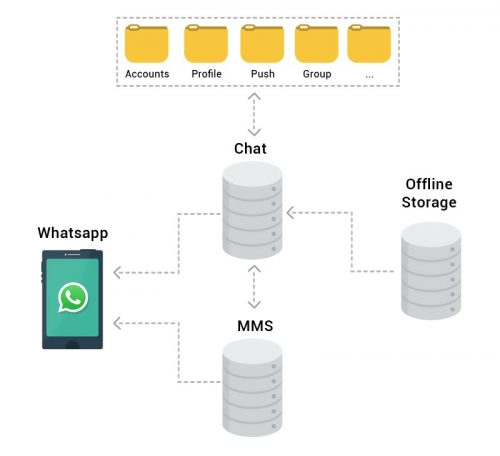 Accounts
Profile
Push
Group
...
Chat
Offline
Storage
Whatsapp
MMS